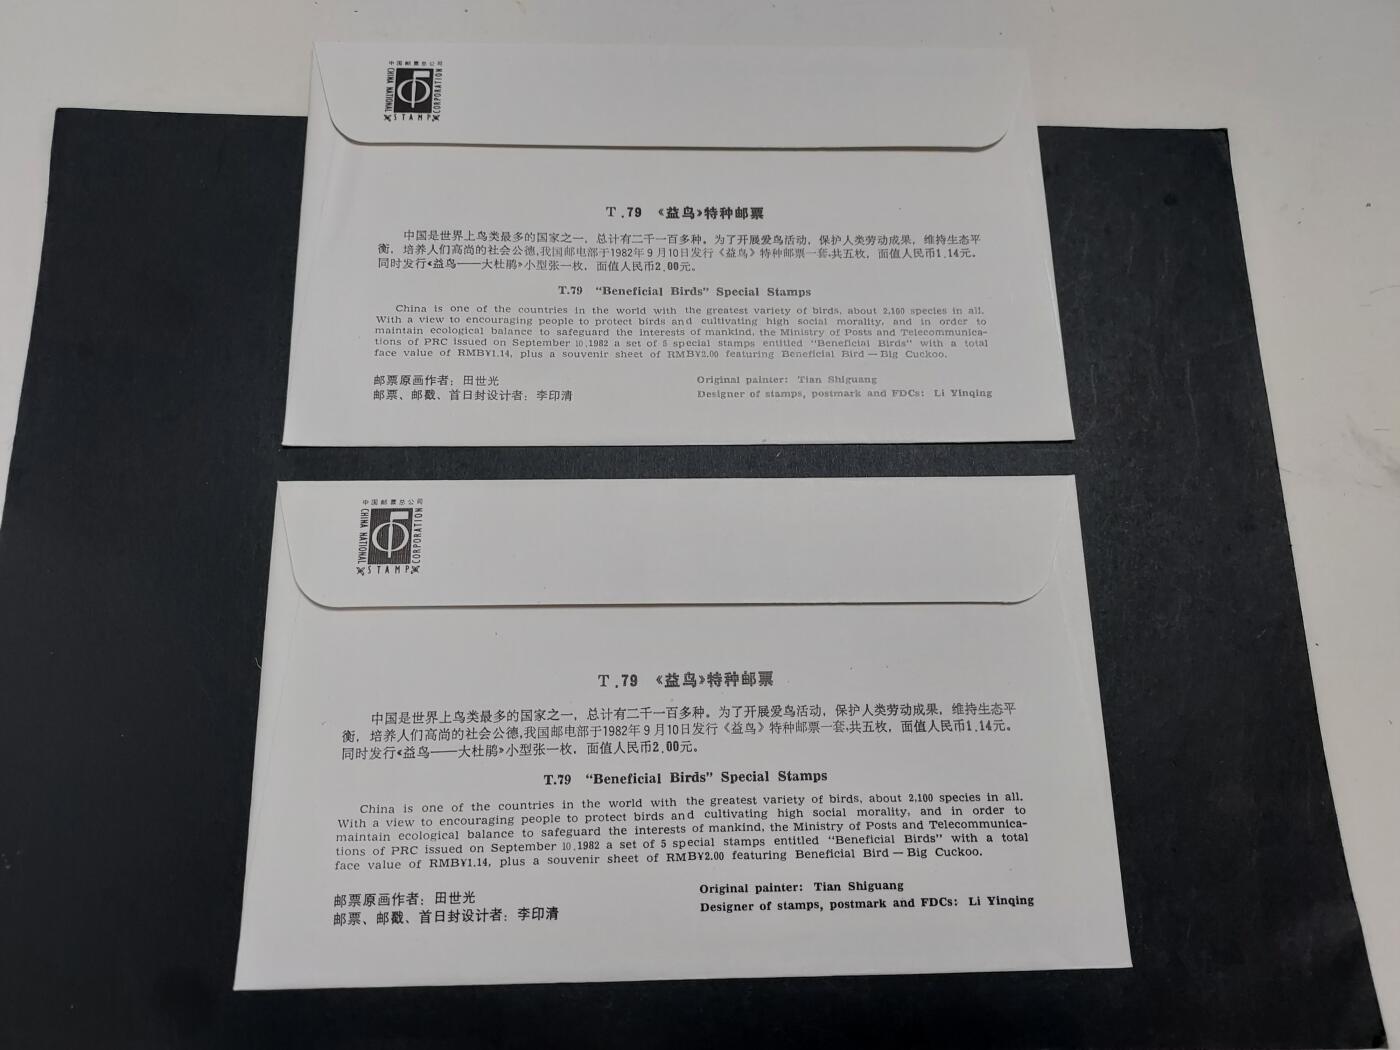 中国邮票总公司
CHINA NATIONAL
STAMP
CORPORATION
T.79 《益鸟》特种邮票
中国是世界上鸟类最多的国家之一，总计有二千一百多种。为了开展爱鸟活动，保护人类劳动成果，维持生态平
衡，培养人们高尚的社会公德,我国邮电部于1982年9月10日发行《益鸟》特种邮票一套,共五枚，面值人民币1.14元。
同时发行《益鸟——大杜鹃》小型张一枚，面值人民币2.00元。
T.79 “Beneficial Birds” Special Stamps
China is one of the countries in the world with the greatest variety of birds, about 2,100 species in all.
With a view to encouraging people to protect birds and cultivating high social morality, and in order to
maintain ecological balance to safeguard the interests of mankind, the Ministry of Posts and Telecommunica-
tions of PRC issued on September 10,1982 a set of 5 special stamps entitled “Beneficial Birds” with a total
face value of RMB¥1.14, plus a souvenir sheet of RMB¥2.00 featuring Beneficial Bird — Big Cuckoo.
邮票原画作者：田世光
邮票、邮戳、首日封设计者：李印清
Original painter: Tian Shiguang
Designer of stamps, postmark and FDCs: Li Yinqing
中国邮票总公司
CHINA NATIONAL
STAMP
CORPORATION
T.79 《益鸟》特种邮票
中国是世界上鸟类最多的国家之一，总计有二千一百多种。为了开展爱鸟活动，保护人类劳动成果，维持生态平
衡，培养人们高尚的社会公德,我国邮电部于1982年9月10日发行《益鸟》特种邮票一套,共五枚，面值人民币1.14元。
同时发行《益鸟——大杜鹃》小型张一枚，面值人民币2.00元。
T.79 “Beneficial Birds” Special Stamps
China is one of the countries in the world with the greatest variety of birds, about 2,100 species in all.
With a view to encouraging people to protect birds and cultivating high social morality, and in order to
maintain ecological balance to safeguard the interests of mankind, the Ministry of Posts and Telecommunica-
tions of PRC issued on September 10,1982 a set of 5 special stamps entitled “Beneficial Birds” with a total
face value of RMB¥1.14, plus a souvenir sheet of RMB¥2.00 featuring Beneficial Bird — Big Cuckoo.
邮票原画作者：田世光
邮票、邮戳、首日封设计者：李印清
Original painter: Tian Shiguang
Designer of stamps, postmark and FDCs: Li Yinqing